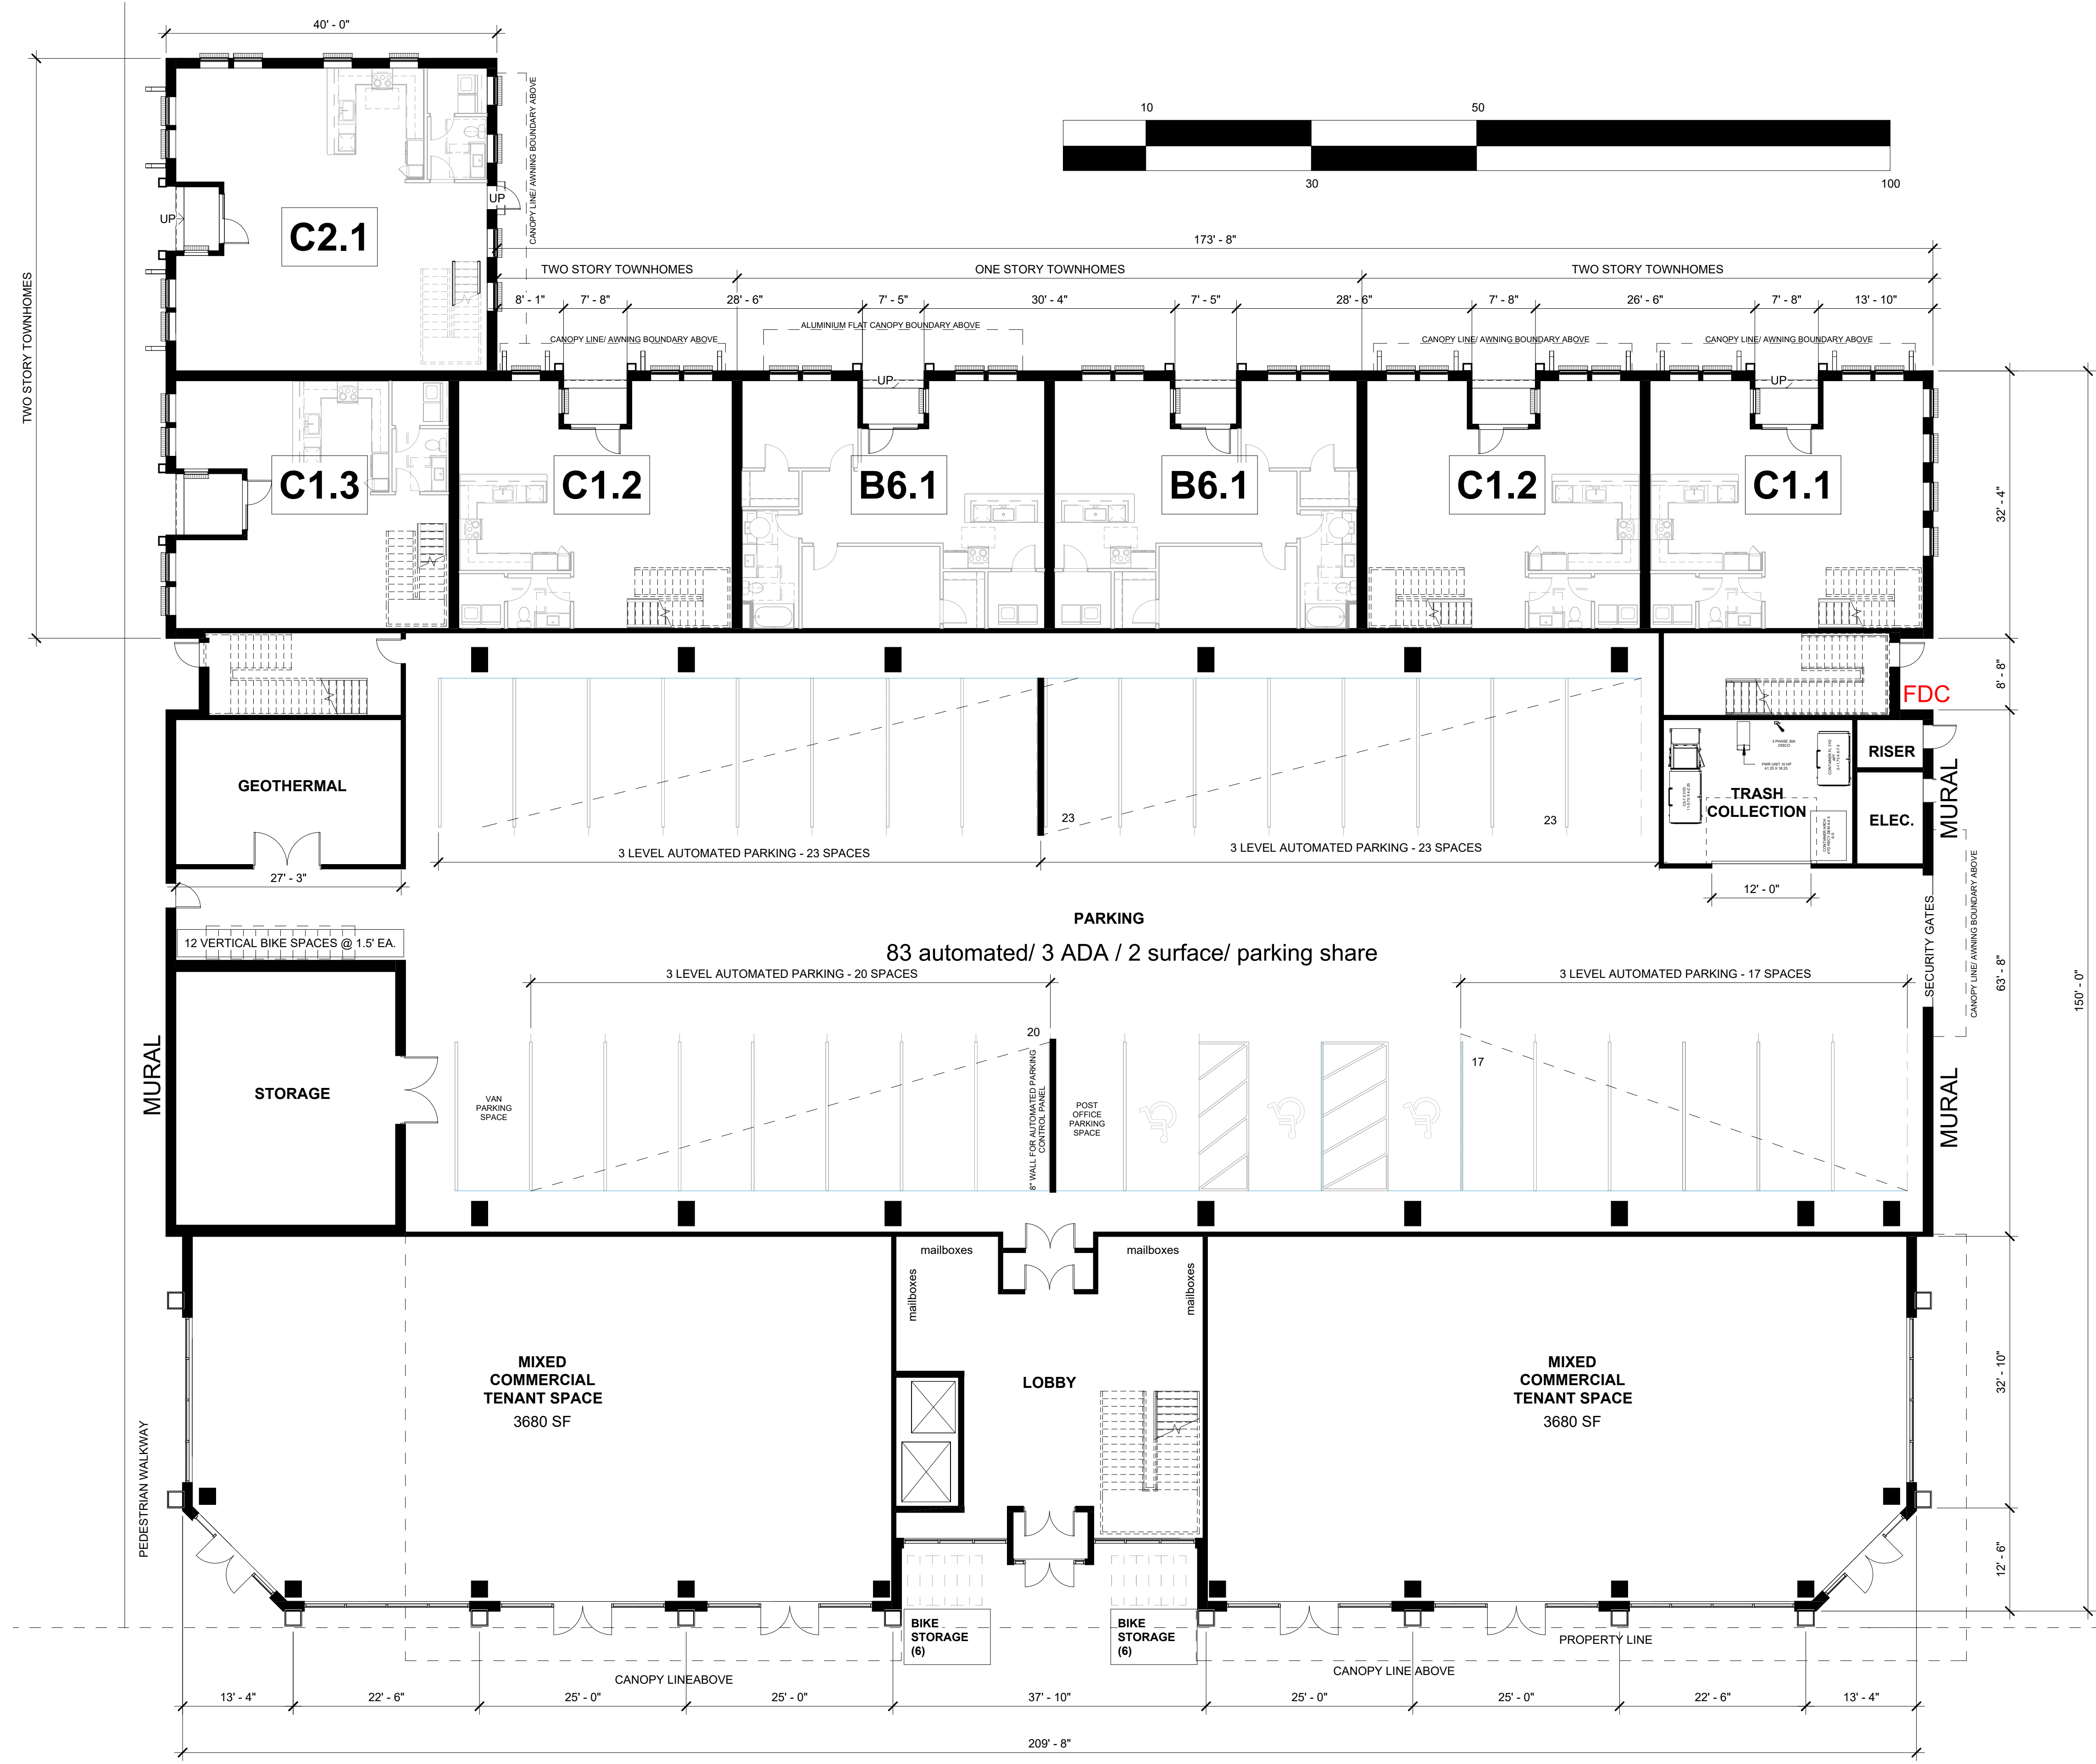 40' - 0"
10
50
30
100
CANOPY LINE/ AWNING BOUNDARY ABOVE
UP
UP
C2.1
TWO STORY TOWNHOMES
173' - 8"
TWO STORY TOWNHOMES
ONE STORY TOWNHOMES
TWO STORY TOWNHOMES
8' - 1"
7' - 8"
28' - 6"
7' - 5"
30' - 4"
7' - 5"
28' - 6"
7' - 8"
26' - 6"
7' - 8"
13' - 10"
ALUMINIUM FLAT CANOPY BOUNDARY ABOVE
CANOPY LINE/ AWNING BOUNDARY ABOVE
CANOPY LINE/ AWNING BOUNDARY ABOVE
CANOPY LINE/ AWNING BOUNDARY ABOVE
UP
UP
C1.3
C1.2
B6.1
B6.1
C1.2
C1.1
32' - 4"
8' - 8"
FDC
GEOTHERMAL
3 PHASE 30A
DISCO
PWR UNIT 10 HP
TRASH
COLLECTION
RISER
ELEC.
MURAL
23
23
3 LEVEL AUTOMATED PARKING - 23 SPACES
3 LEVEL AUTOMATED PARKING - 23 SPACES
27' - 3"
12' - 0"
CANOPY LINE/ AWNING BOUNDARY ABOVE
SECURITY GATES
PARKING
12 VERTICAL BIKE SPACES @ 1.5' EA.
83 automated/ 3 ADA / 2 surface/ parking share
3 LEVEL AUTOMATED PARKING - 20 SPACES
3 LEVEL AUTOMATED PARKING - 17 SPACES
63' - 8"
150' - 0"
20
17
8" WALL FOR AUTOMATED PARKING
CONTROL PANEL
MURAL
STORAGE
VAN
PARKING
SPACE
POST
OFFICE
PARKING
SPACE
MURAL
mailboxes
mailboxes
mailboxes
mailboxes
MIXED
COMMERCIAL
TENANT SPACE
3680 SF
LOBBY
MIXED
COMMERCIAL
TENANT SPACE
3680 SF
32' - 10"
PEDESTRIAN WALKWAY
12' - 6"
BIKE
STORAGE
(6)
BIKE
STORAGE
(6)
PROPERTY LINE
CANOPY LINEABOVE
CANOPY LINE ABOVE
13' - 4"
22' - 6"
25' - 0"
25' - 0"
37' - 10"
25' - 0"
25' - 0"
22' - 6"
13' - 4"
209' - 8"